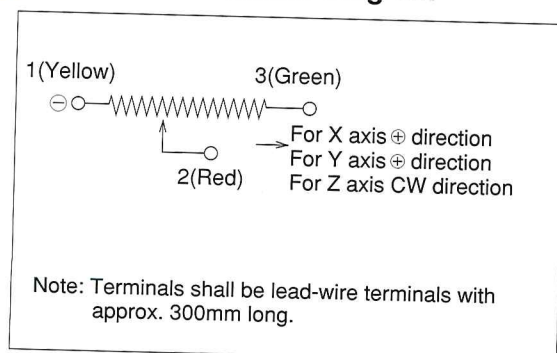 1(Yellow) 3(Green)
⊖
2(Red)
For X axis ⊕ direction
For Y axis ⊕ direction
For Z axis CW direction
Note: Terminals shall be lead-wire terminals with
approx. 300mm long.